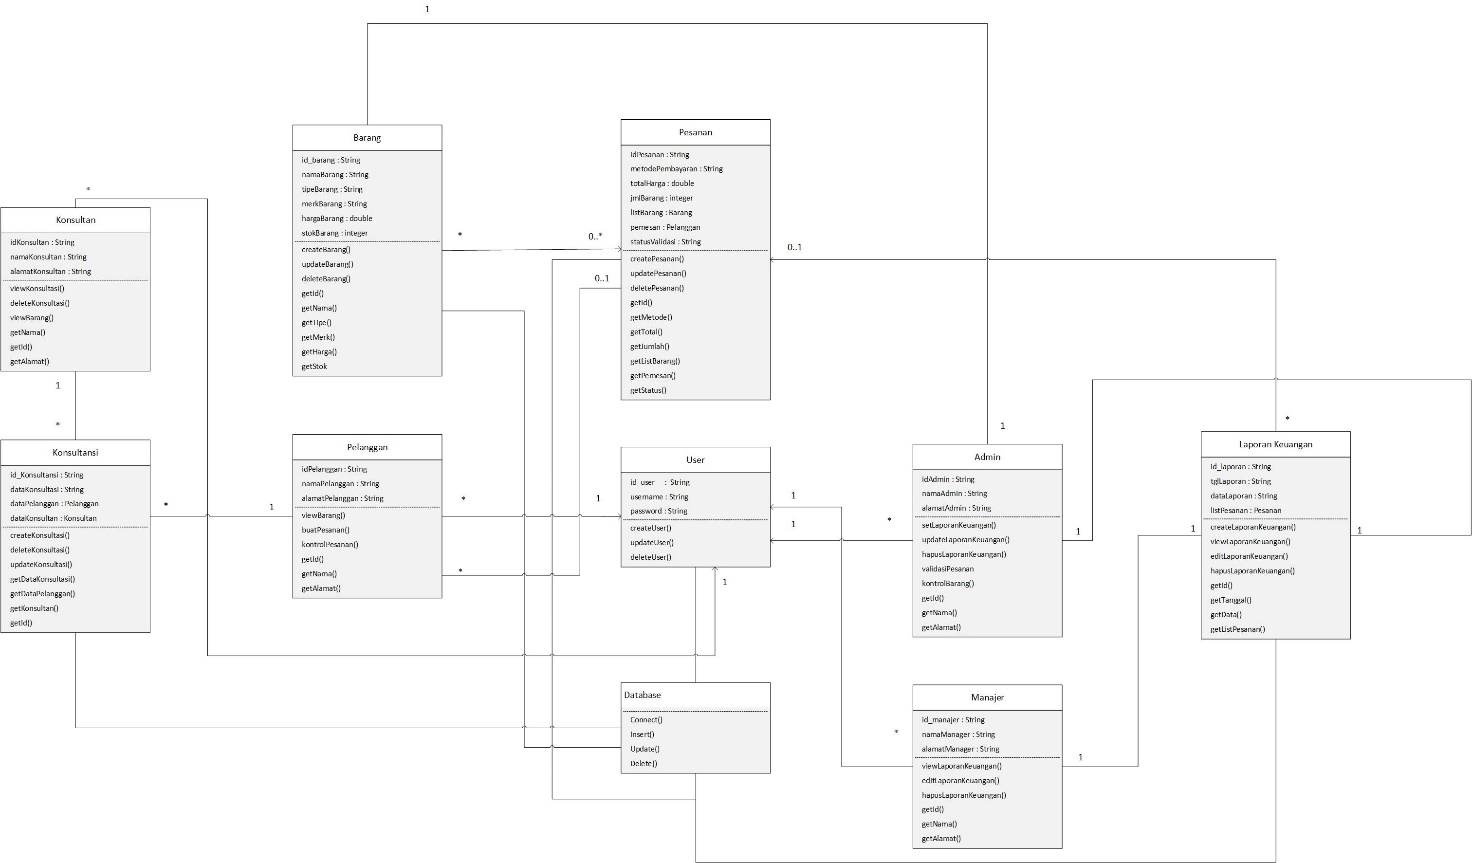 1
Barang
id_barang : String
namaBarang : String
tipeBarang : String
merkBarang : String
hargaBarang : double
stokBarang : integer
createBarang()
updateBarang()
deleteBarang()
getId()
getNama()
getTipe()
getMerk()
getHarga()
getStok
Pesanan
idPesanan : String
metodePembayaran : String
totalHarga : double
jmlBarang : integer
listBarang : Barang
pemesan : Pelanggan
statusValidasi : String
createPesanan()
updatePesanan()
deletePesanan()
getId()
getMetode()
getTotal()
getJumlah()
getListBarang()
getPemesan()
getStatus()
*
0..*
0..1
0..1
*
Konsultan
idKonsultan : String
namaKonsultan : String
alamatKonsultan : String
viewKonsultasi()
deleteKonsultasi()
viewBarang()
getNama()
getId()
getAlamat()
1
*
Konsultansi
id_Konsultansi : String
dataKonsultasi : String
dataPelanggan : Pelanggan
dataKonsultan : Konsultan
createKonsultasi()
deleteKonsultasi()
updateKonsultasi()
getDataKonsultasi()
getDataPelanggan()
getKonsultan()
getId()
*
1
Pelanggan
idPelanggan : String
namaPelanggan : String
alamatPelanggan : String
viewBarang()
buatPesanan()
kontrolPesanan()
getId()
getNama()
getAlamat()
*
1
*
User
id_user : String
username : String
password : String
createUser()
updateUser()
deleteUser()
1
1
*
1
1
Admin
idAdmin : String
namaAdmin : String
alamatAdmin : String
setLaporanKeuangan()
updateLaporanKeuangan()
hapusLaporanKeuangan()
validasiPesanan
kontrolBarang()
getId()
getNama()
getAlamat()
1
*
Laporan Keuangan
id_laporan : String
tglLaporan : String
dataLaporan : String
listPesanan : Pesanan
createLaporanKeuangan()
viewLaporanKeuangan()
editLaporanKeuangan()
hapusLaporanKeuangan()
getId()
getTanggal()
getData()
getListPesanan()
1
1
Database
Connect()
Insert()
Update()
Delete()
*
Manajer
id_manajer : String
namaManager : String
alamatManager : String
viewLaporanKeuangan()
editLaporanKeuangan()
hapusLaporanKeuangan()
getId()
getNama()
getAlamat()
1